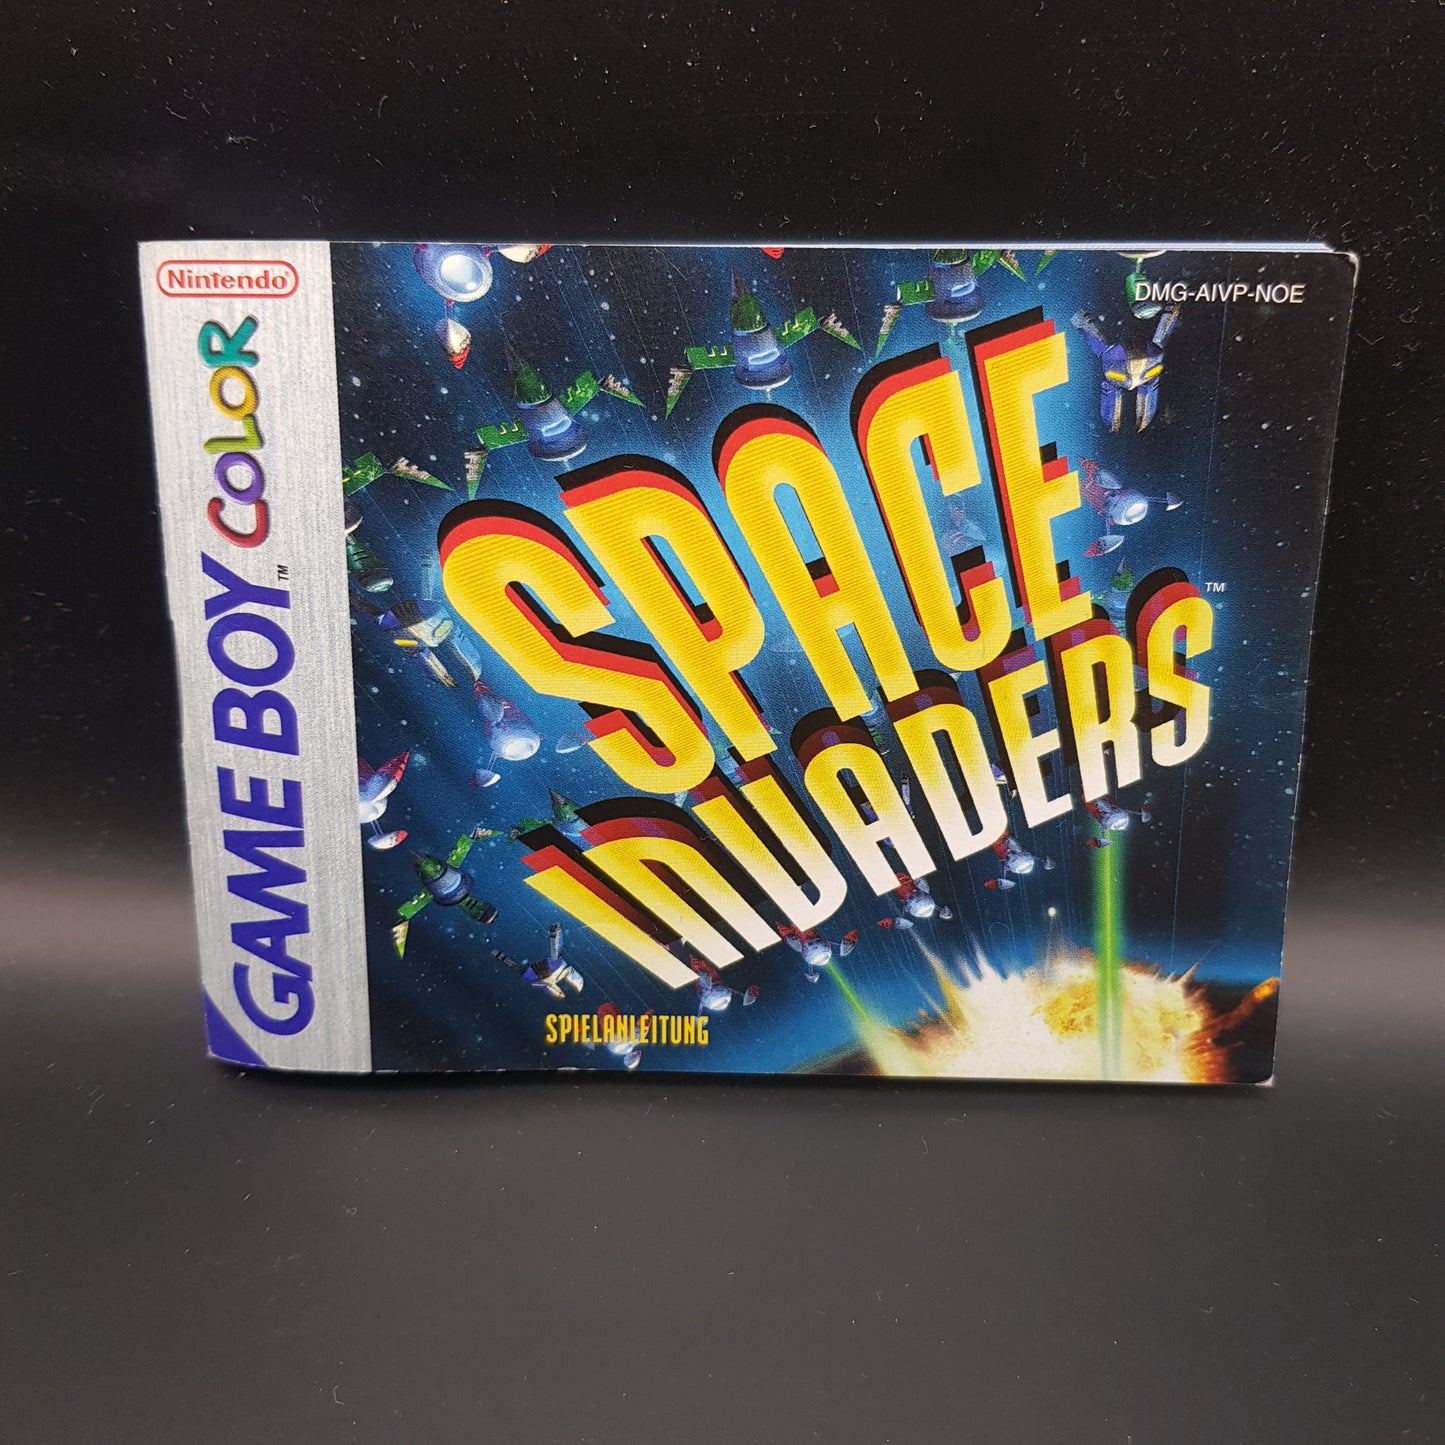 Nintendo®
GAME BOY COLOR™
DMG-AIVP-NOE
SPACE
INVADERS™
SPIELANLEITUNG